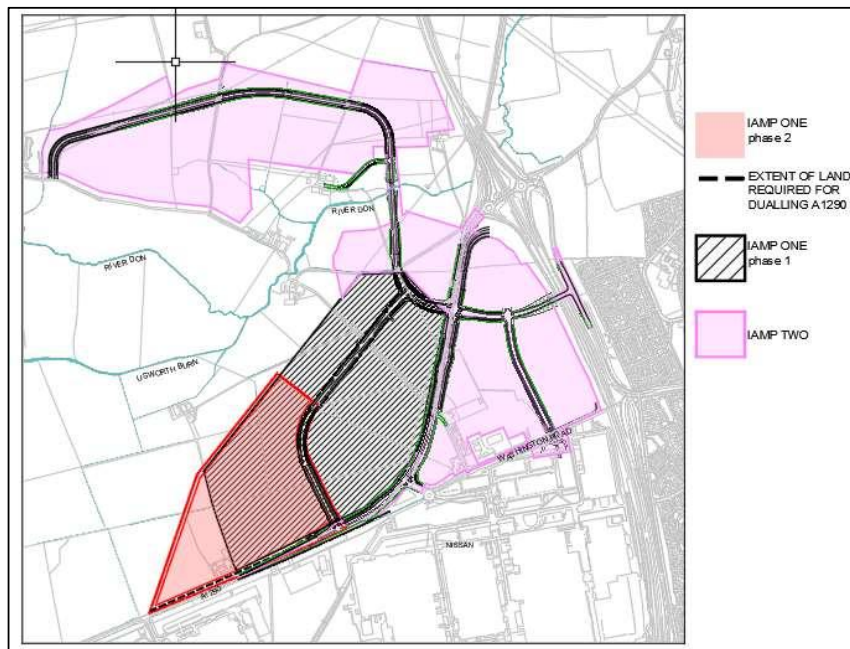 IAMP ONE
phase 2
EXTENT OF LAND
REQUIRED FOR
DUALLING A1290
IAMP ONE
phase 1
IAMP TWO
RIVER DON
RIVER DON
USWORTH BURN
WASHINGTON ROAD
NISSAN
A1290